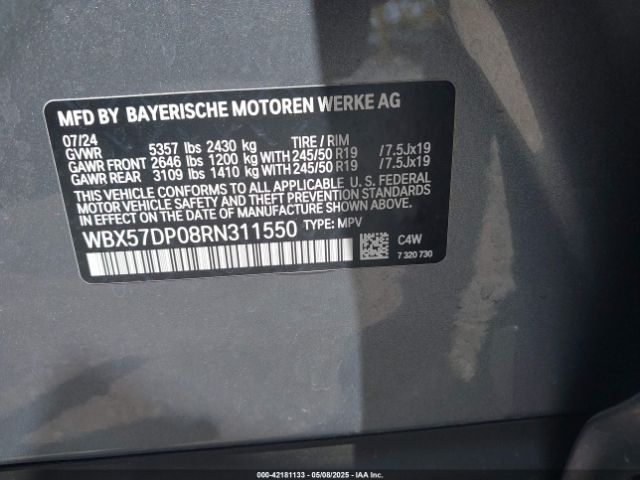 MFD BY BAYERISCHE MOTOREN WERKE AG
07/24
GVWR 5357 lbs 2430 kg TIRE / RIM
GAWR FRONT 2646 lbs 1200 kg WITH 245/50 R19 /7.5Jx19
GAWR REAR 3109 lbs 1410 kg WITH 245/50 R19 /7.5Jx19
THIS VEHICLE CONFORMS TO ALL APPLICABLE U. S. FEDERAL
MOTOR VEHICLE SAFETY, BUMPER, AND THEFT PREVENTION STANDARDS
IN EFFECT ON THE DATE OF MANUFACTURE SHOWN ABOVE.
WBX57DP08RN311550 TYPE: MPV
C4W
7 320 730
000-42181133 - 05/08/2025 - IAA Inc.